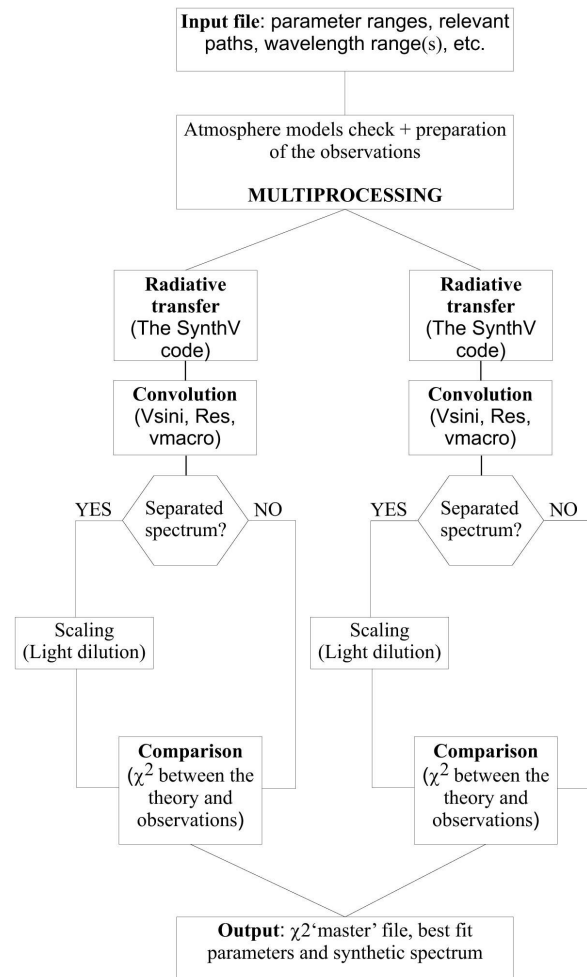 Input file: parameter ranges, relevant
paths, wavelength range(s), etc.
Atmosphere models check + preparation
of the observations
MULTIPROCESSING
Radiative
transfer
(The SynthV
code)
Convolution
(Vsini, Res,
vmacro)
YES
Separated
spectrum?
NO
Scaling
(Light dilution)
Comparison
(χ² between the
theory and
observations)
Radiative
transfer
(The SynthV
code)
Convolution
(Vsini, Res,
vmacro)
YES
Separated
spectrum?
NO
Scaling
(Light dilution)
Comparison
(χ² between the
theory and
observations)
Output: χ2‘master’ file, best fit
parameters and synthetic spectrum